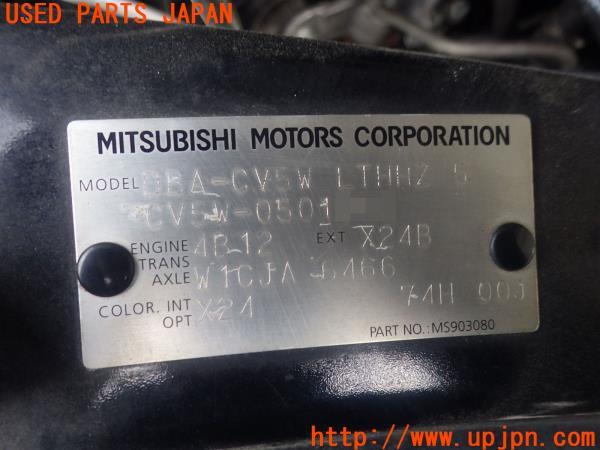 USED PARTS JAPAN
MITSUBISHI MOTORS CORPORATION
MODEL DBA-CV5W LTHHZ 5
CV5W-0501
ENGINE 4B12 EXT X24B
TRANS AXLE W1CJA 6466
COLOR. INT 74H 003
OPT X24
PART NO.:MS903080
http://www.upjpn.com/